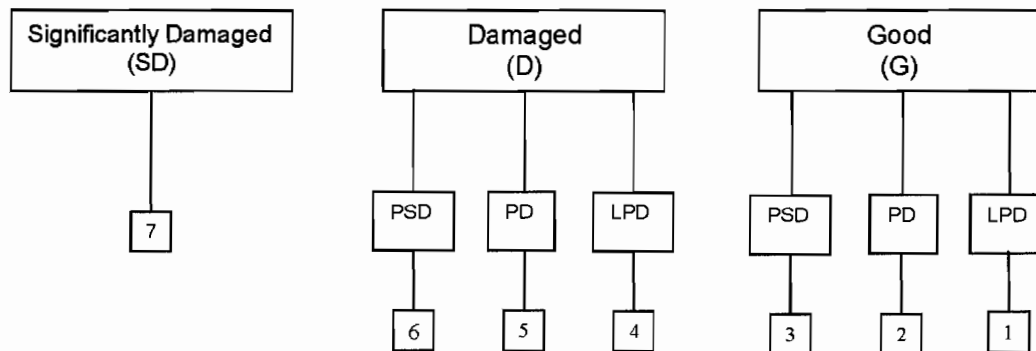 Significantly Damaged
(SD)
Damaged
(D)
Good
(G)
PSD
PD
LPD
PSD
PD
LPD
7
6
5
4
3
2
1